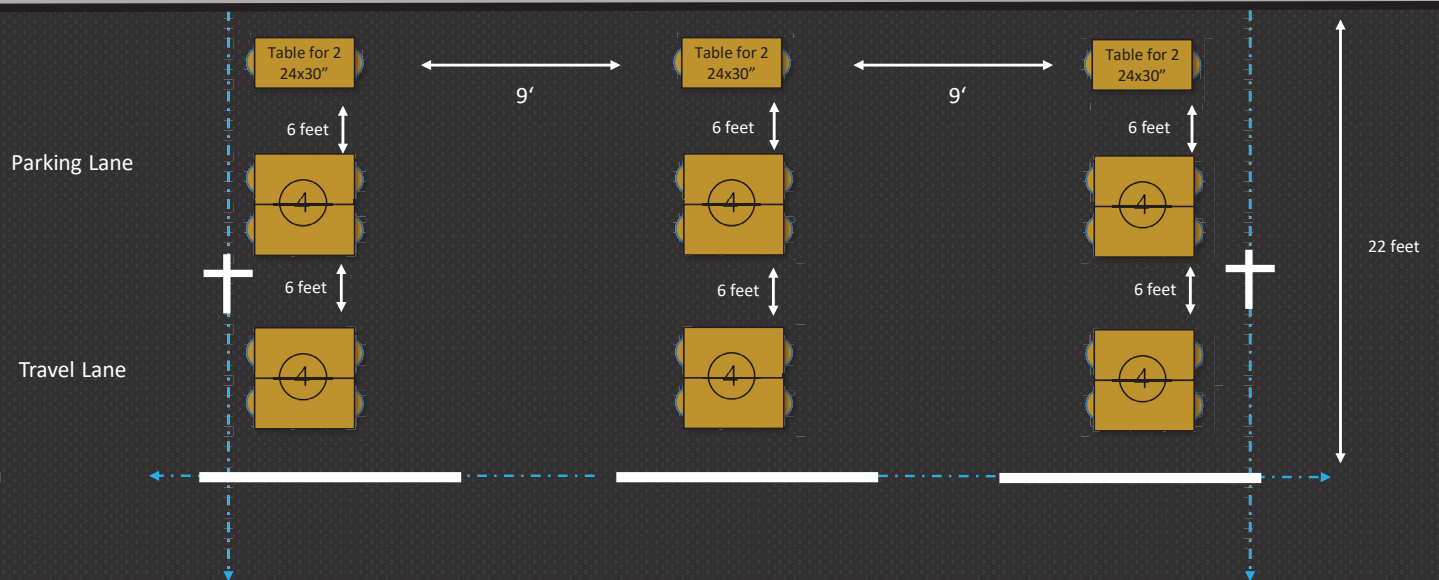 Table for 2
24x30”
Table for 2
24x30”
Table for 2
24x30”
9‘
9‘
6 feet
6 feet
6 feet
Parking Lane
4
4
4
22 feet
6 feet
6 feet
6 feet
Travel Lane
4
4
4